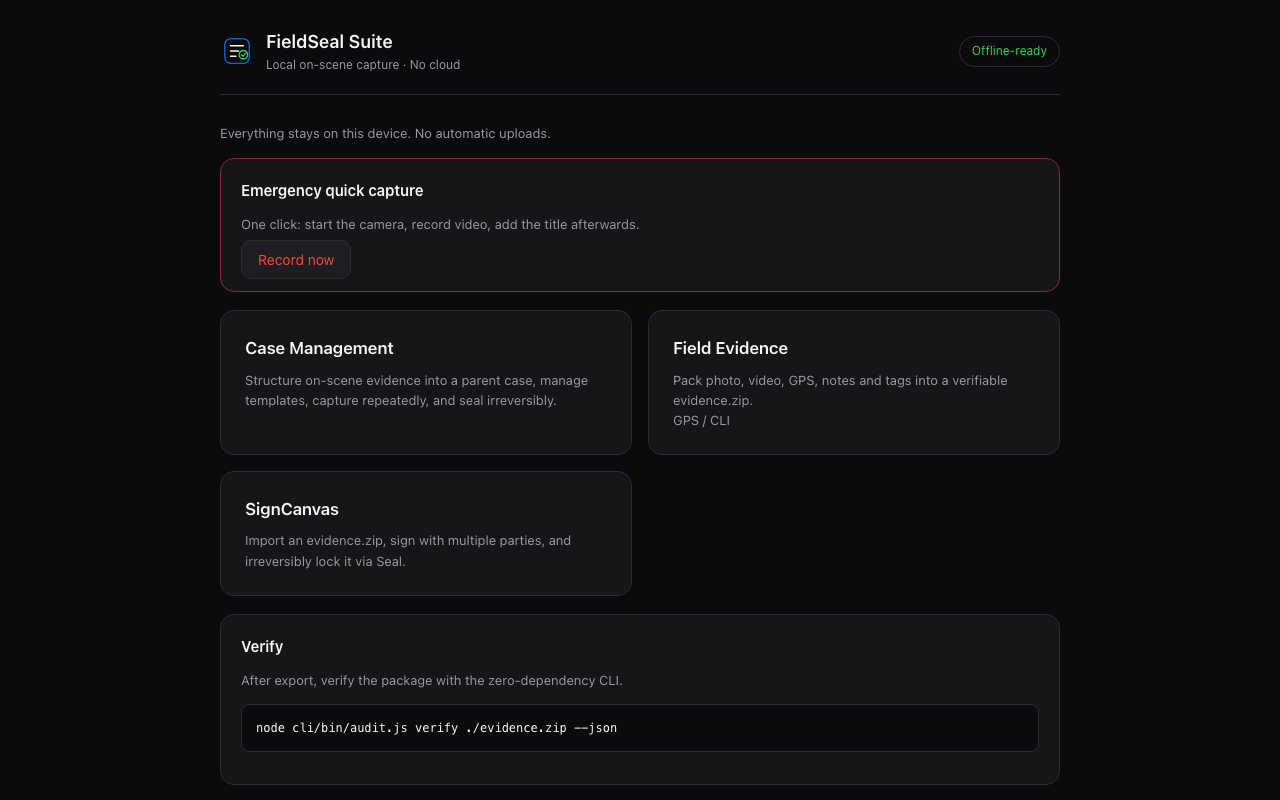 FieldSeal Suite
Local on-scene capture · No cloud
Offline-ready
Everything stays on this device. No automatic uploads.
Emergency quick capture
One click: start the camera, record video, add the title afterwards.
Record now
Case Management
Structure on-scene evidence into a parent case, manage
templates, capture repeatedly, and seal irreversibly.
Field Evidence
Pack photo, video, GPS, notes and tags into a verifiable
evidence.zip.
GPS / CLI
SignCanvas
Import an evidence.zip, sign with multiple parties, and
irreversibly lock it via Seal.
Verify
After export, verify the package with the zero-dependency CLI.
node cli/bin/audit.js verify ./evidence.zip --json